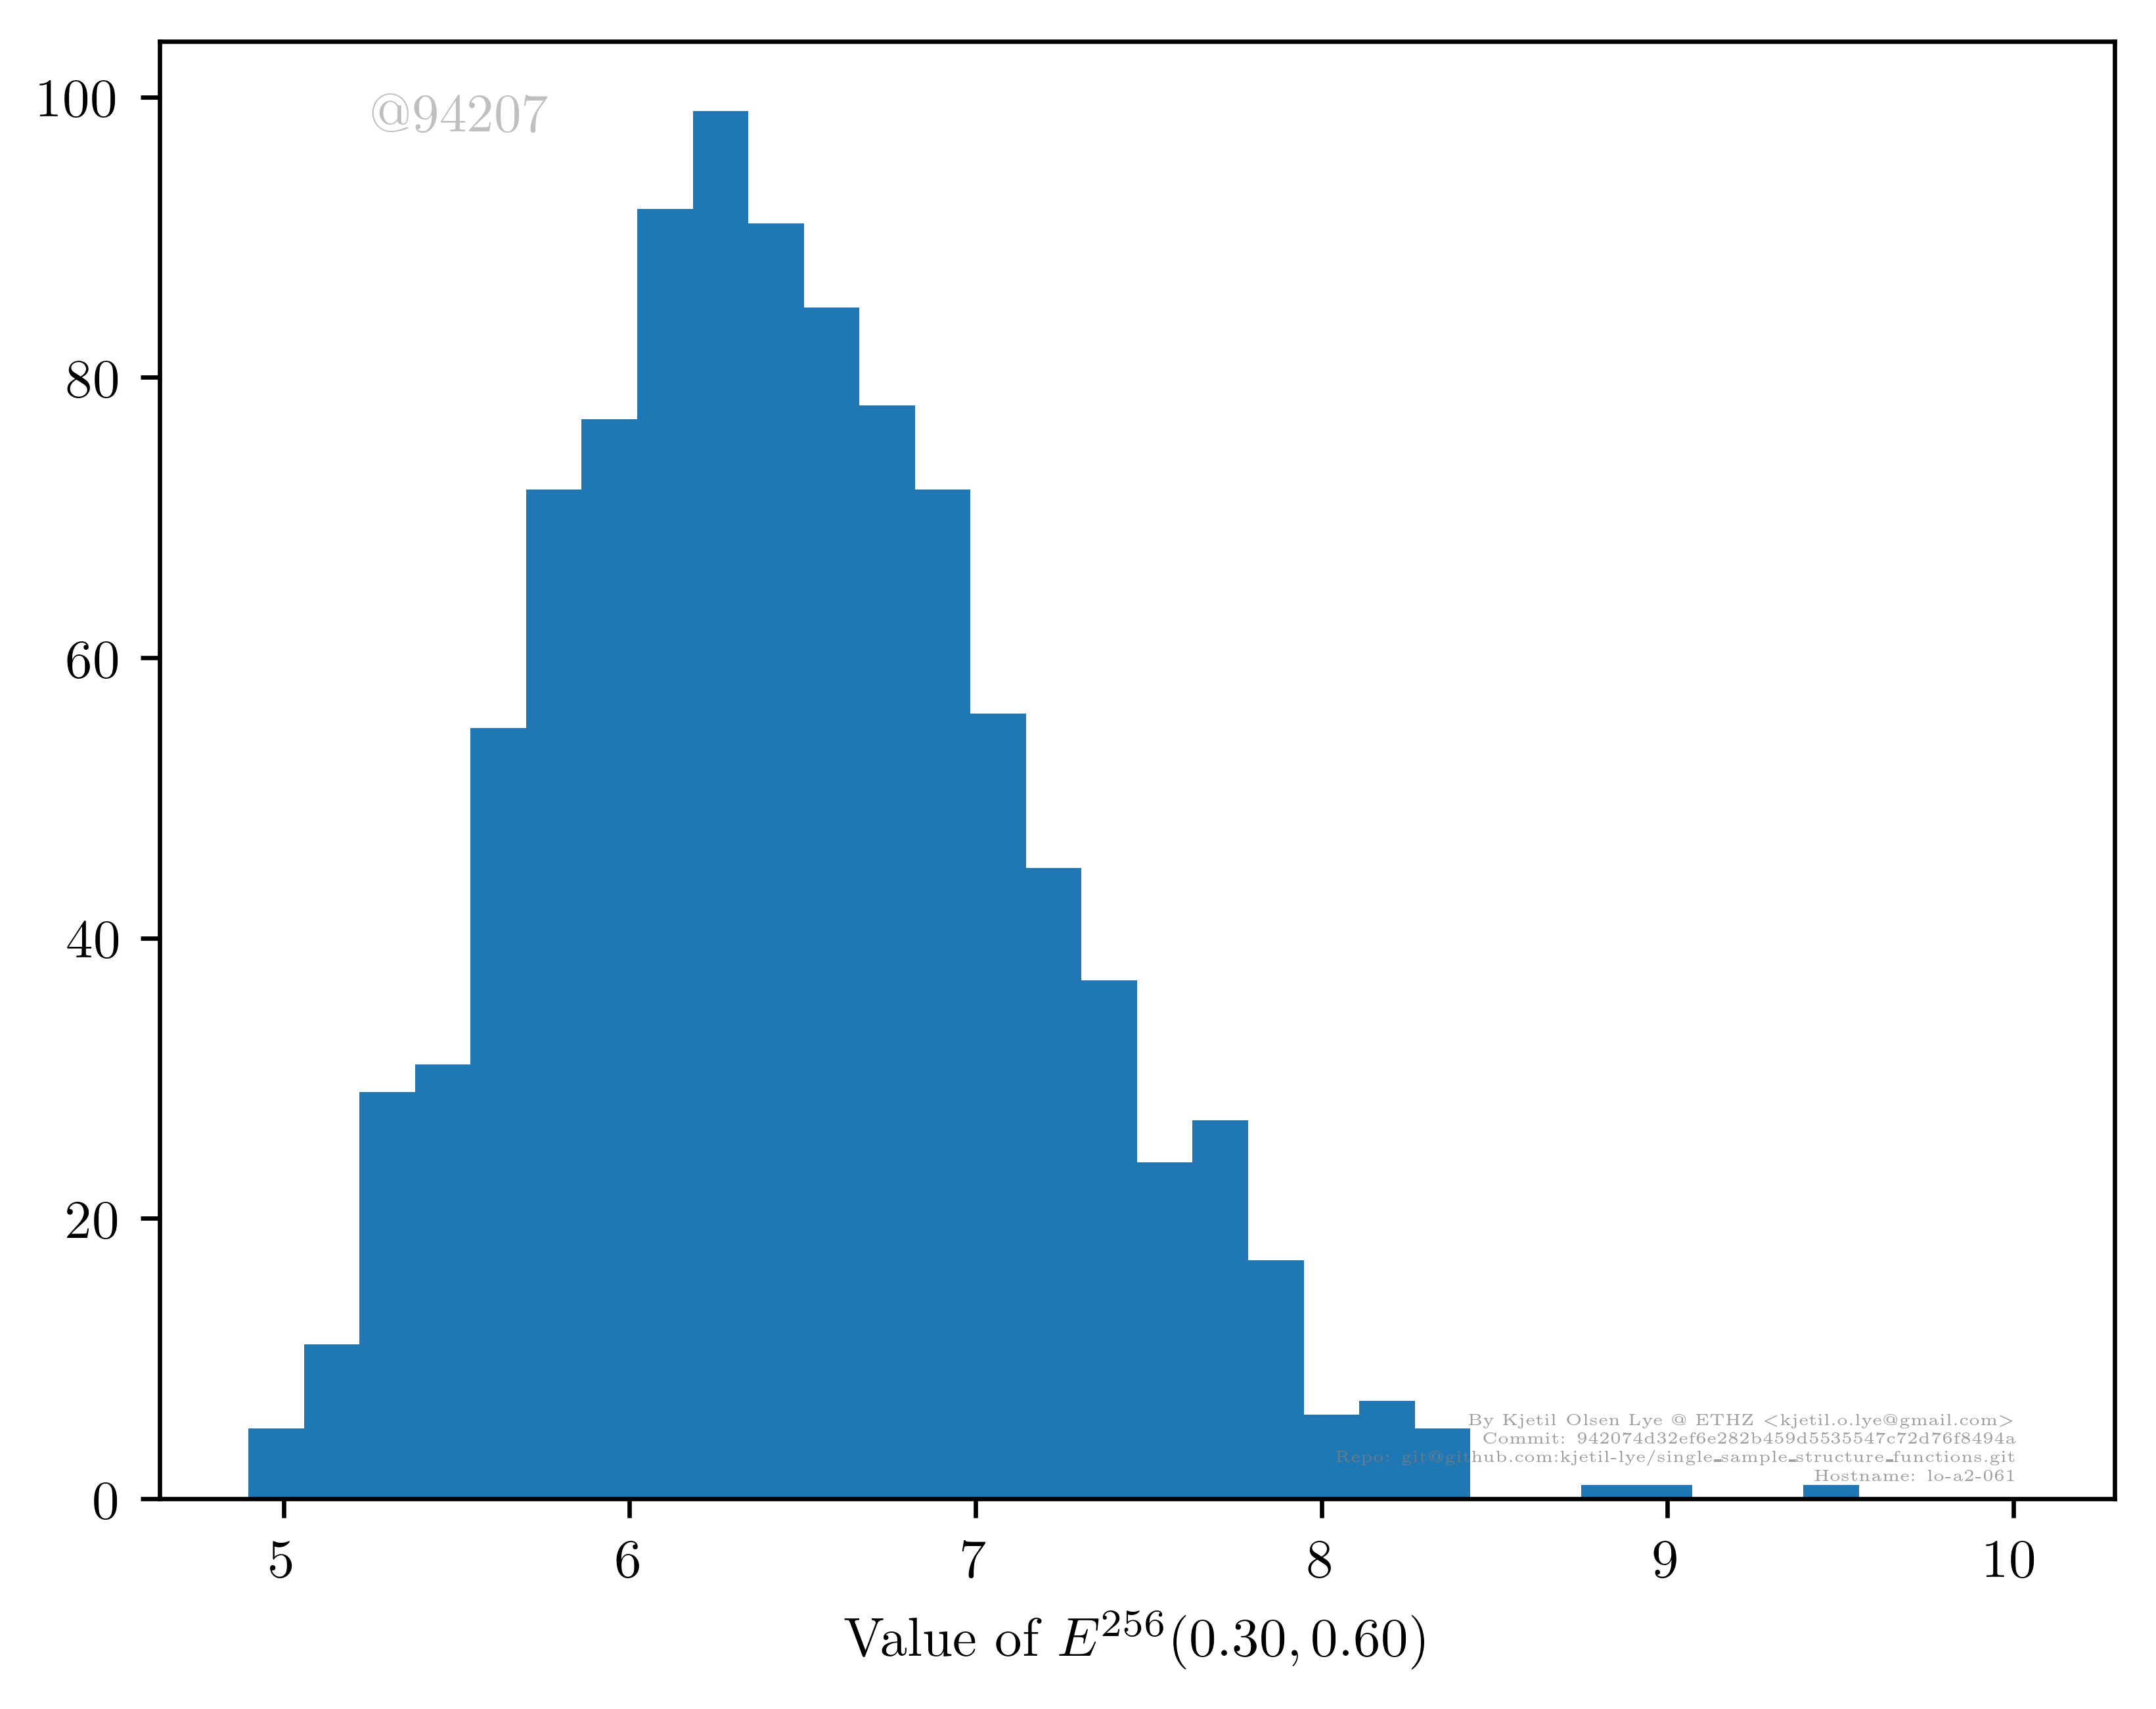 @94207
100
80
60
40
20
0
By Kjetil Olsen Lye @ ETHZ <kjetil.o.lye@gmail.com>
Commit: 942074d32ef6e282b459d5535547c72d76f8494a
Repo: git@github.com:kjetil-lye/single_sample_structure_functions.git
Hostname: lo-a2-061
5 6 7 8 9 10
Value of E^256(0.30, 0.60)